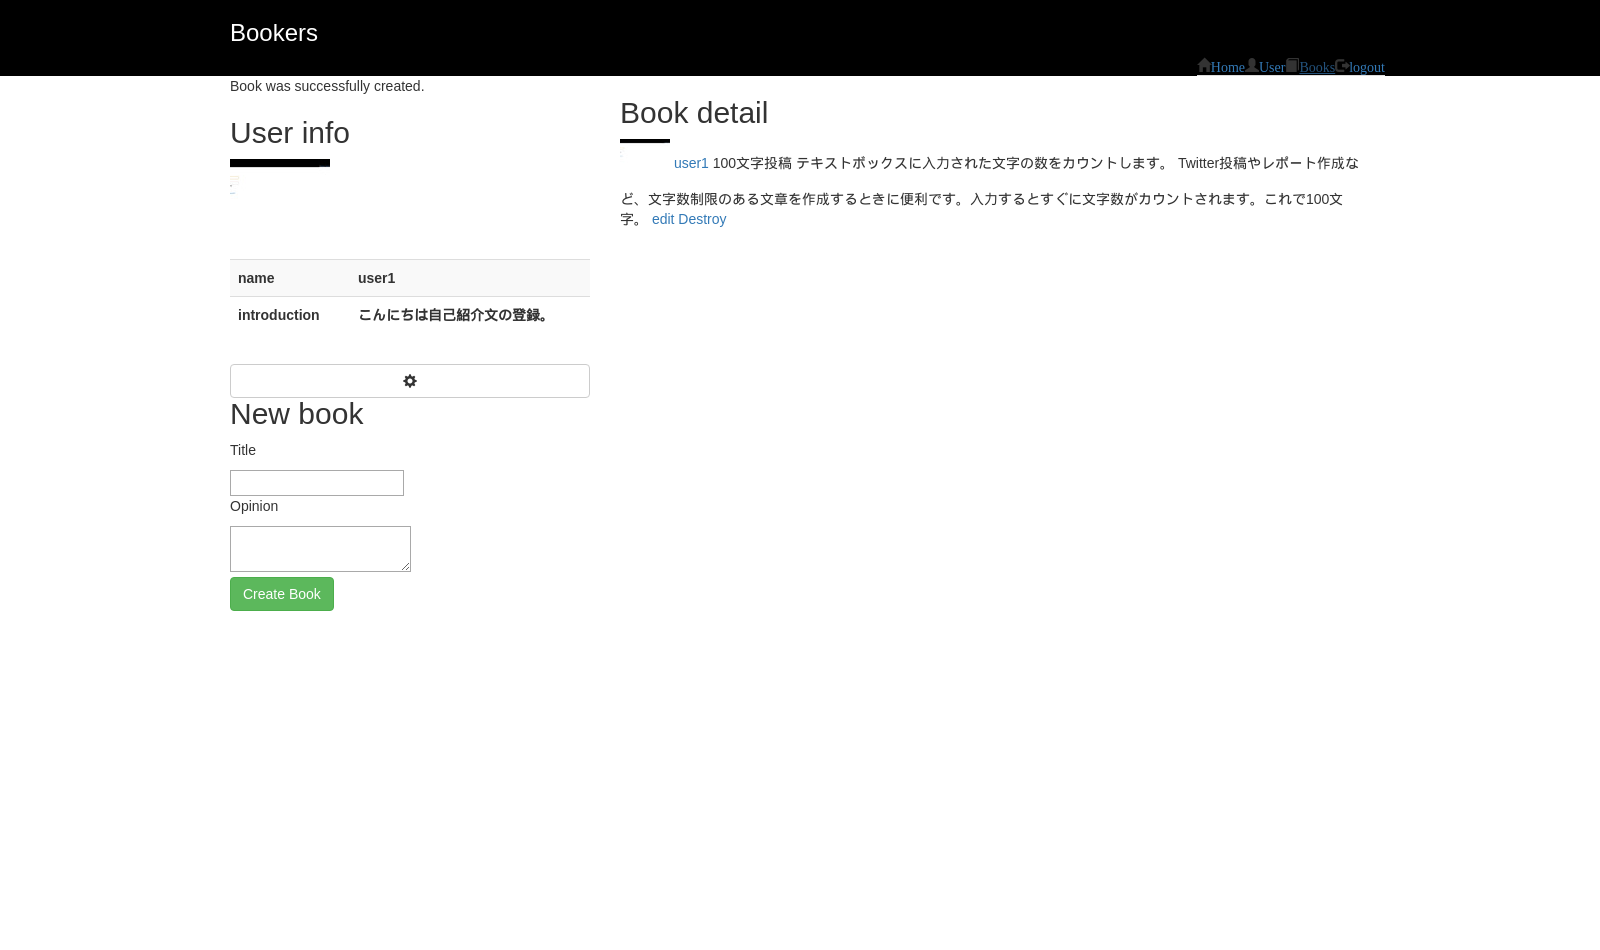 Bookers
Home User Books logout
Book was successfully created.
User info
name user1
introduction こんにちは自己紹介文の登録。
New book
Title
Opinion
Create Book
Book detail
user1 100文字投稿 テキストボックスに入力された文字の数をカウントします。 Twitter投稿やレポート作成な
ど、文字数制限のある文章を作成するときに便利です。入力するとすぐに文字数がカウントされます。これで100文
字。 edit Destroy